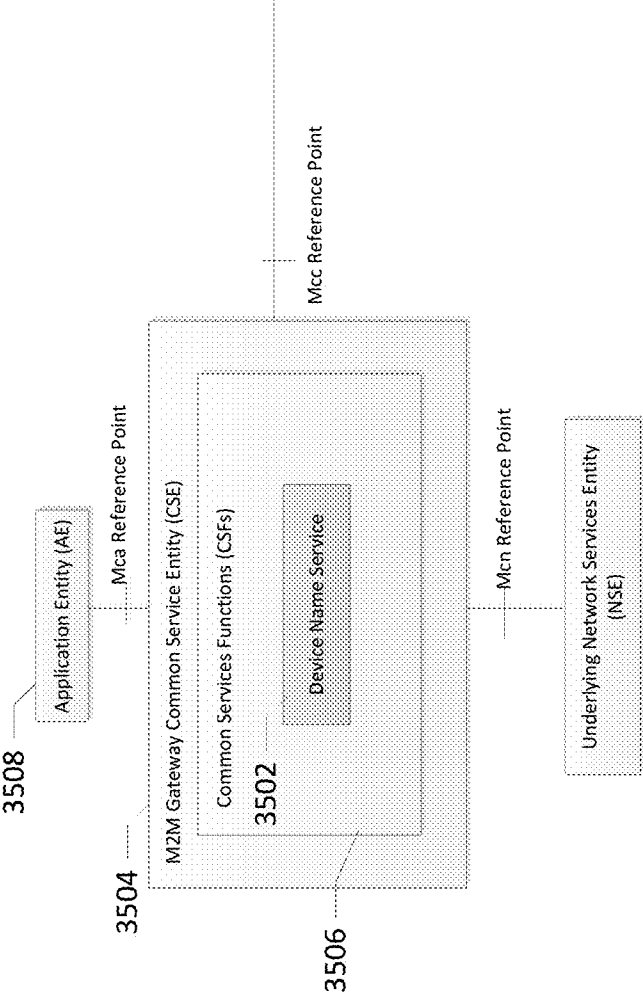 3508
Application Entity (AE)
Mca Reference Point
3504
M2M Gateway Common Service Entity (CSE)
Common Services Functions (CSFs)
3502
Device Name Service
3506
Mcc Reference Point
Mcn Reference Point
Underlying Network Services Entity
(NSE)